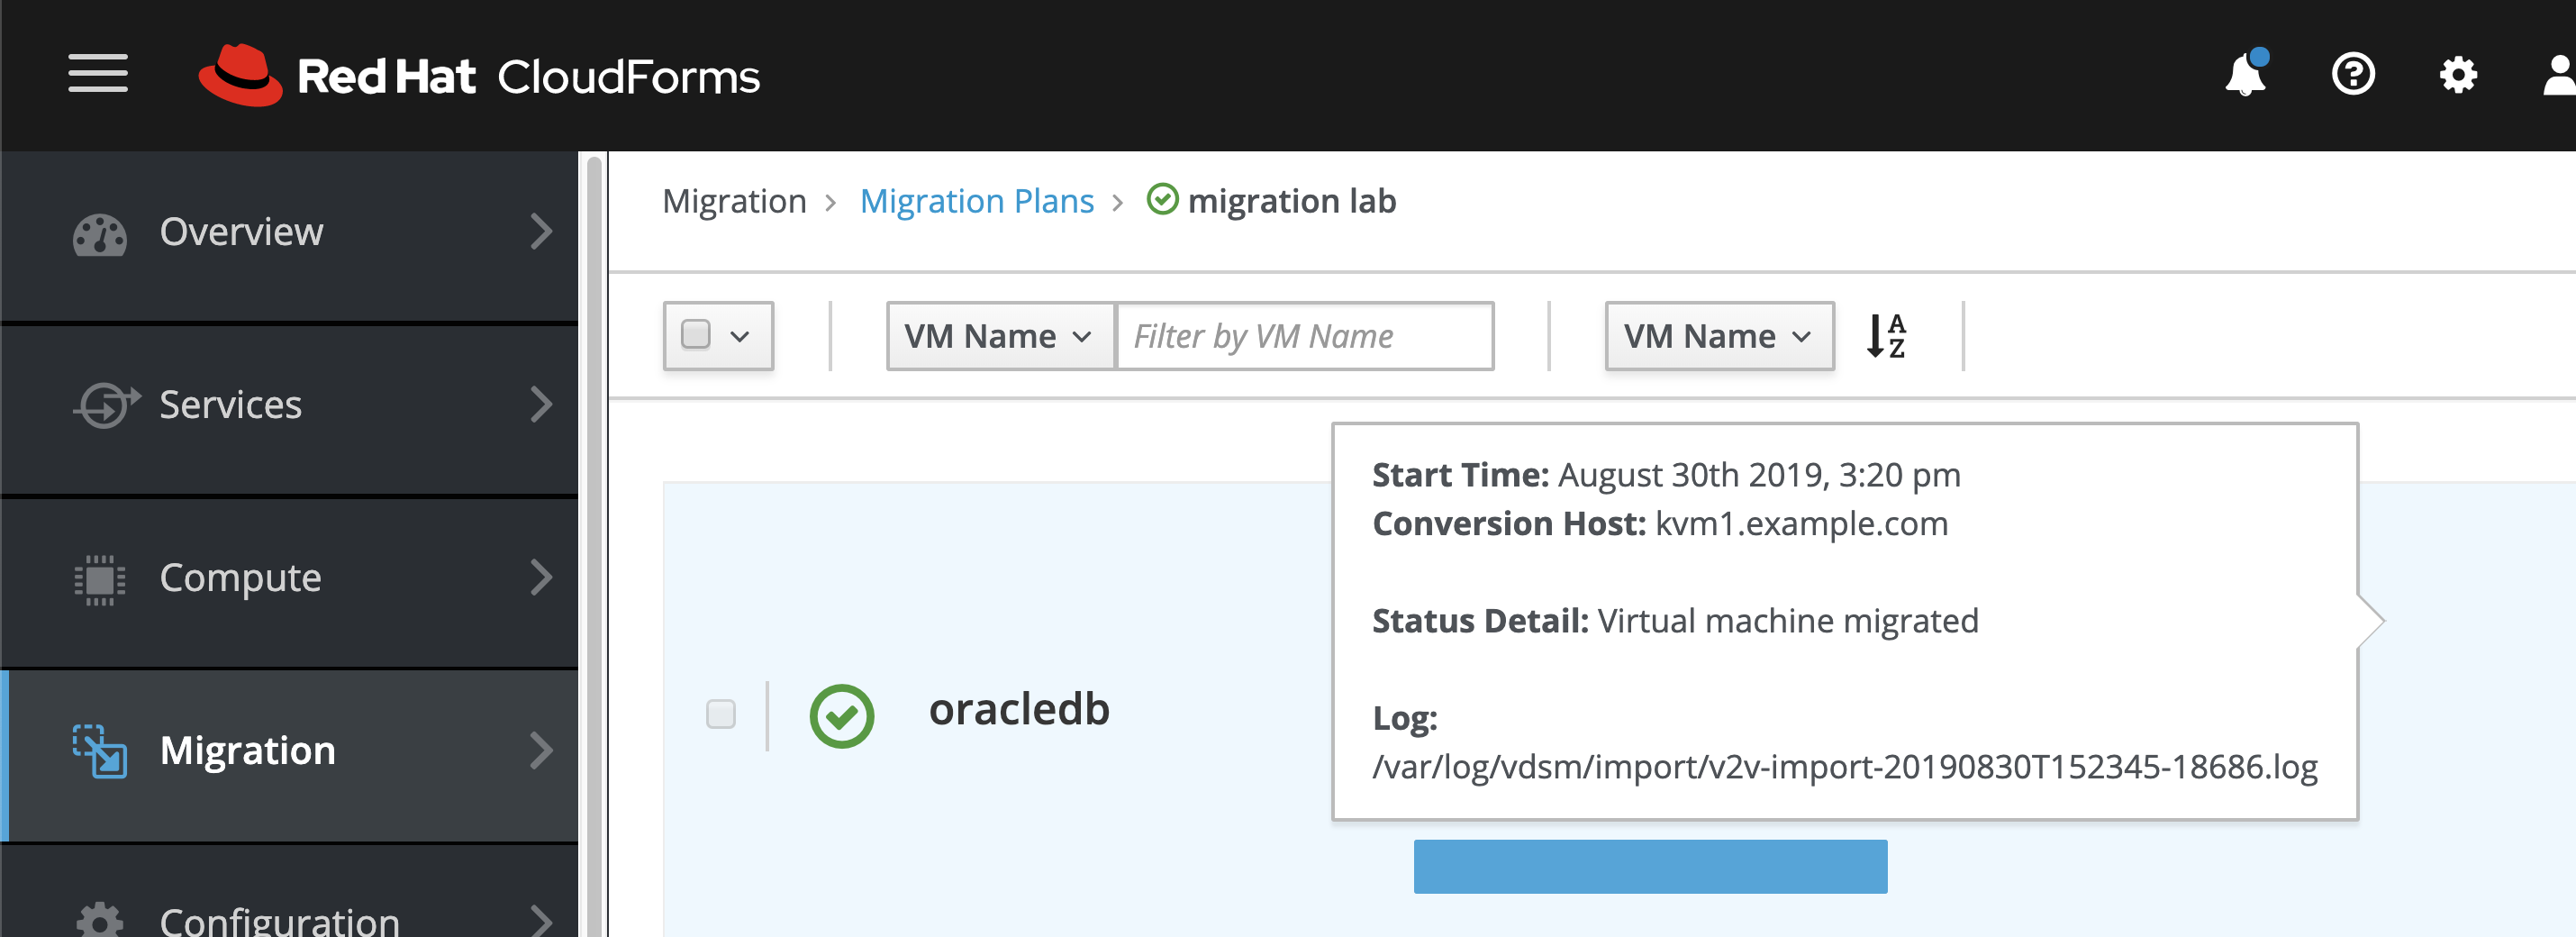 Red Hat CloudForms
Overview
Services
Compute
Migration
Configuration
Migration > Migration Plans > migration lab
VM Name Filter by VM Name VM Name A Z
Start Time: August 30th 2019, 3:20 pm
Conversion Host: kvm1.example.com
Status Detail: Virtual machine migrated
Log:
/var/log/vdsm/import/v2v-import-20190830T152345-18686.log
oracledb